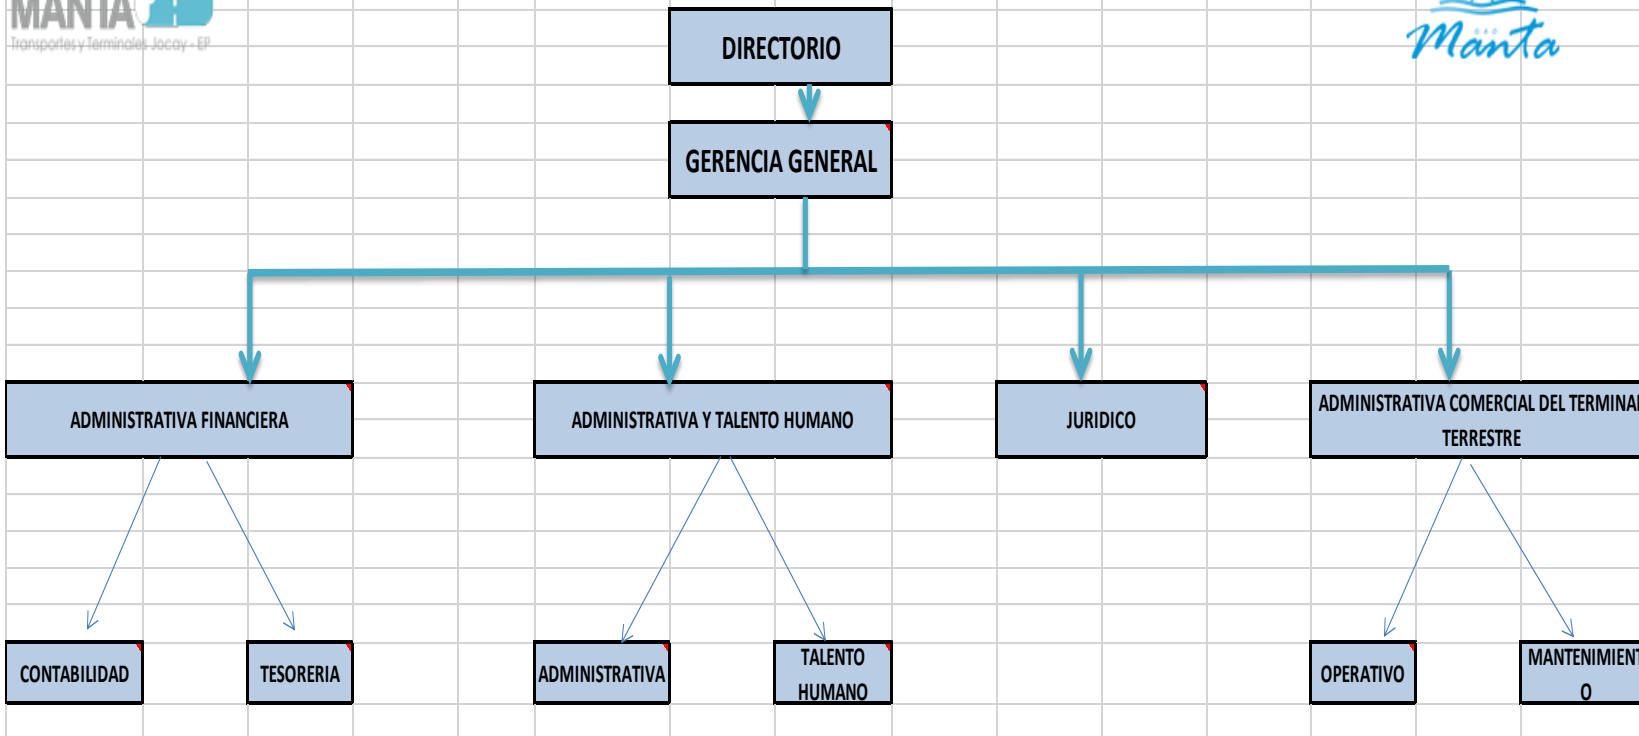 MANTA
Transportes y Terminales Jocay - EP
DIRECTORIO
GAD
Manta
GERENCIA GENERAL
ADMINISTRATIVA FINANCIERA
ADMINISTRATIVA Y TALENTO HUMANO
JURIDICO
ADMINISTRATIVA COMERCIAL DEL TERMINAL
TERRESTRE
CONTABILIDAD
TESORERIA
ADMINISTRATIVA
TALENTO
HUMANO
OPERATIVO
MANTENIMIENT
O